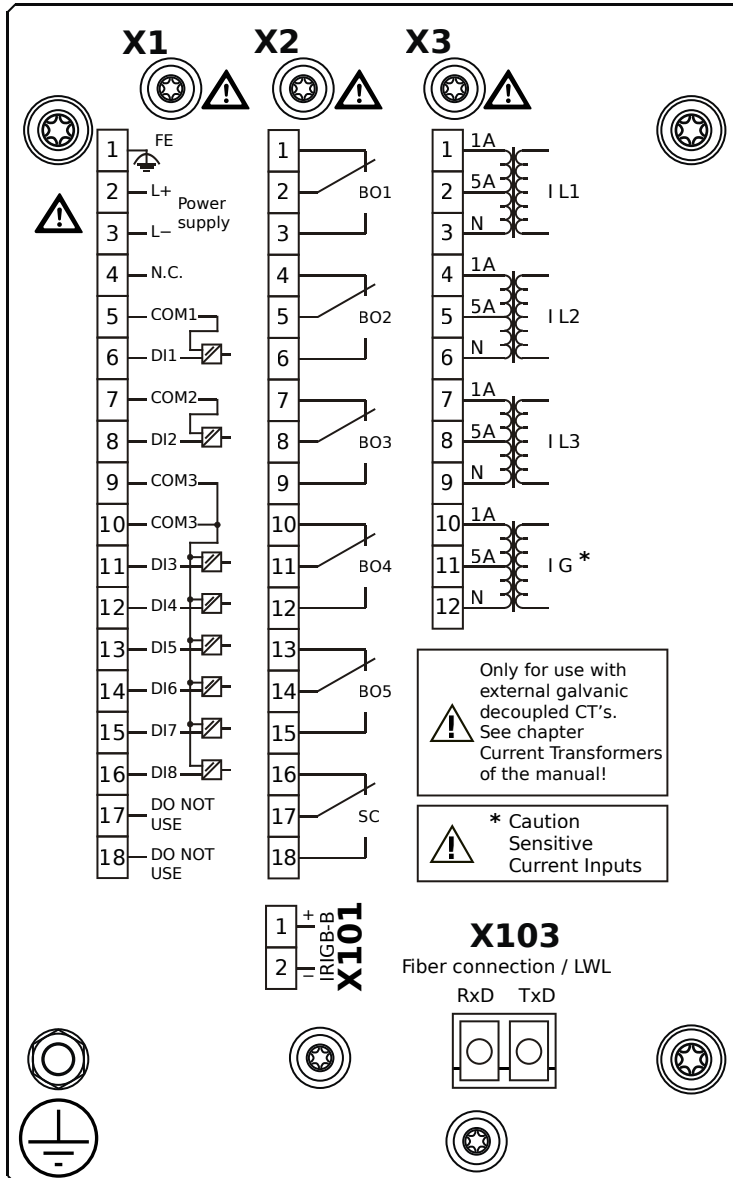 X1 X2 X3
1 FE
2 L+
3 L−
Power
supply
4 N.C.
5 COM1
6 DI1
7 COM2
8 DI2
9 COM3
10 COM3
11 DI3
12 DI4
13 DI5
14 DI6
15 DI7
16 DI8
17 DO NOT
USE
18 DO NOT
USE
1
2 BO1
3
4
5 BO2
6
7
8 BO3
9
10
11 BO4
12
13
14 BO5
15
16
17 SC
18
1 1A
2 5A I L1
3 N
4 1A
5 5A I L2
6 N
7 1A
8 5A I L3
9 N
10 1A
11 5A I G *
12 N
! Only for use with
external galvanic
decoupled CT’s.
See chapter
Current Transformers
of the manual!
! * Caution
Sensitive
Current Inputs
1 +
2 −
IRIGB-B
X101
X103
Fiber connection / LWL
RxD TxD